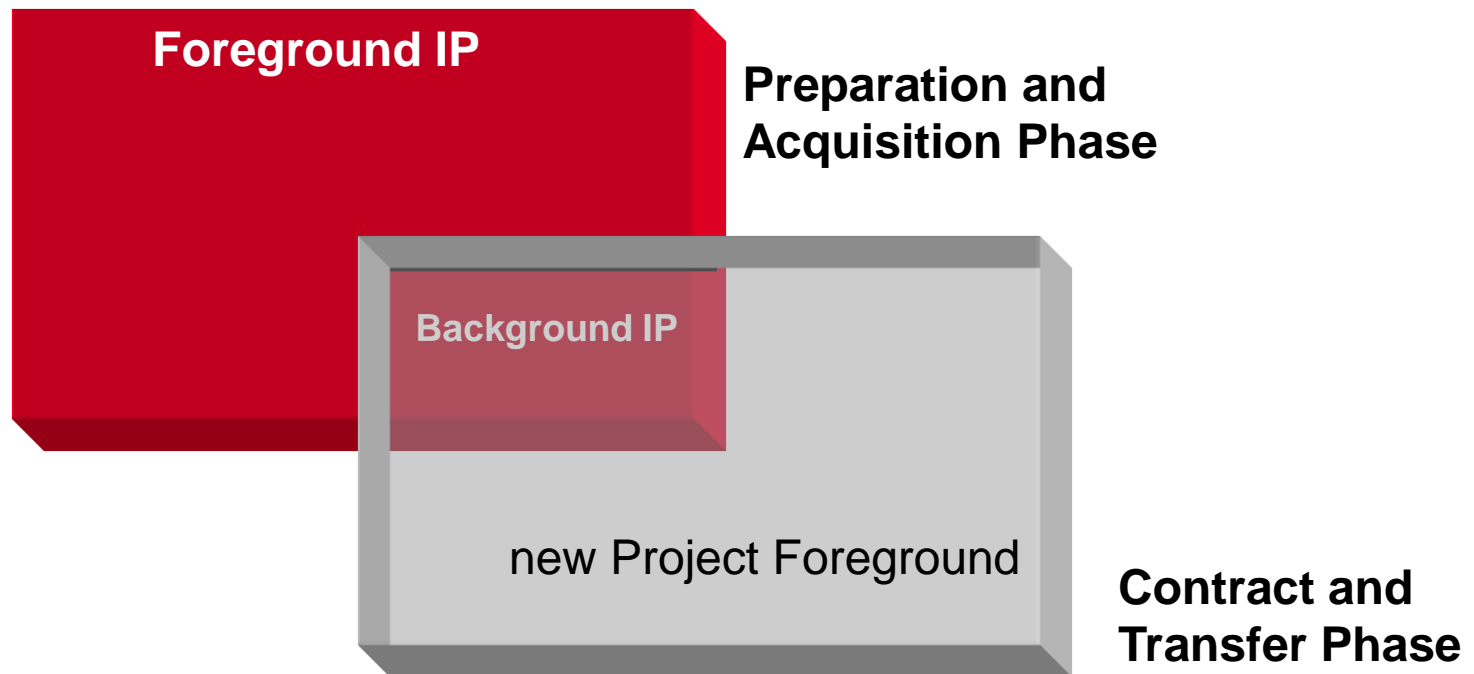 Foreground IP
Preparation and
Acquisition Phase
Background IP
new Project Foreground
Contract and
Transfer Phase